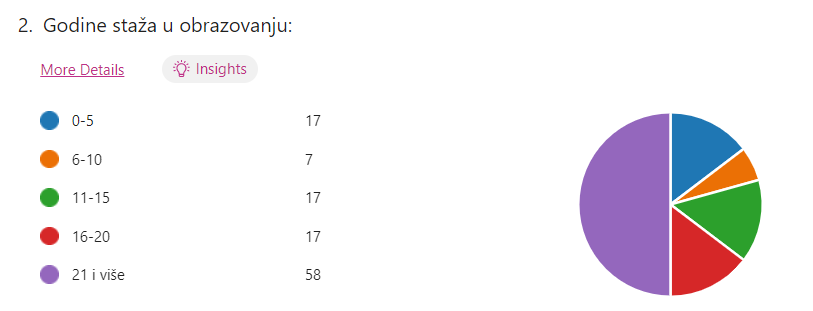 2. Godine staža u obrazovanju:
More Details
Insights
0-5 17
6-10 7
11-15 17
16-20 17
21 i više 58